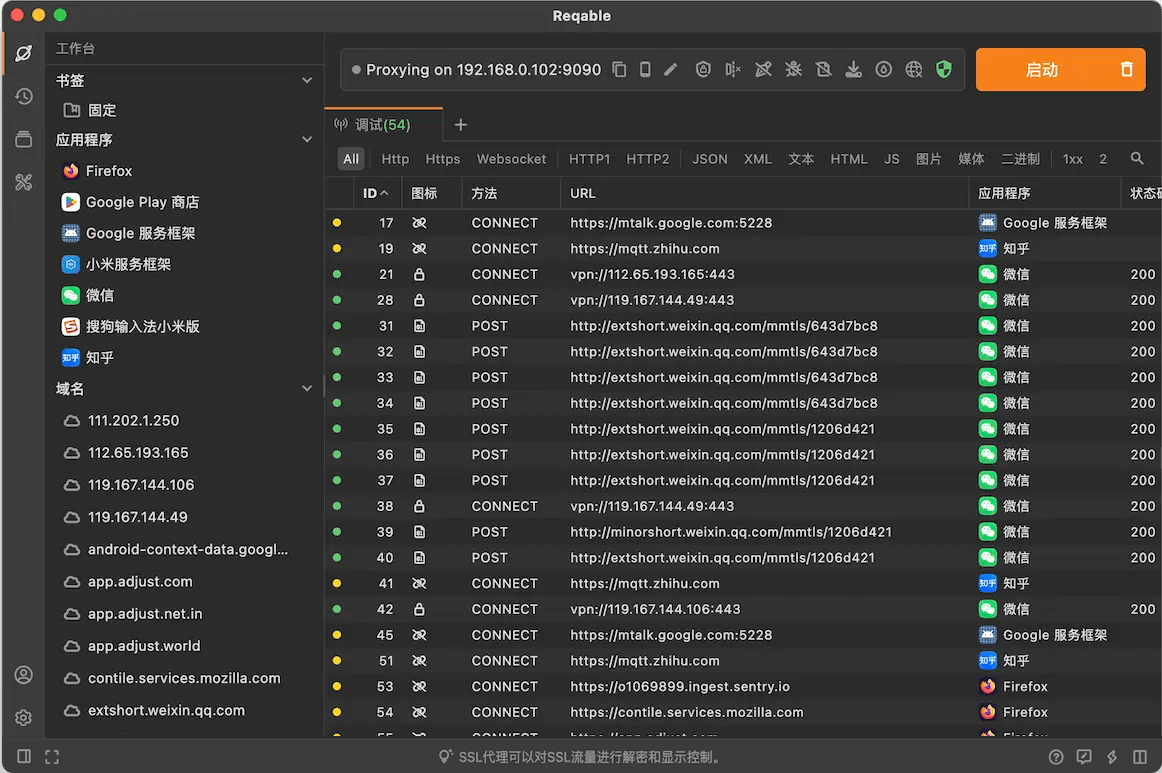 Reqable
工作台
书签
固定
应用程序
Firefox
Google Play 商店
Google 服务框架
小米服务框架
微信
搜狗输入法小米版
知乎
域名
111.202.1.250
112.65.193.165
119.167.144.106
119.167.144.49
android-context-data.googl...
app.adjust.com
app.adjust.net.in
app.adjust.world
contile.services.mozilla.com
extshort.weixin.qq.com
Proxying on 192.168.0.102:9090
启动
调试(54)
All Http Https Websocket HTTP1 HTTP2 JSON XML 文本 HTML JS 图片 媒体 二进制 1xx 2
ID 图标 方法 URL 应用程序 状态
17 CONNECT https://mtalk.google.com:5228 Google 服务框架
19 CONNECT https://mqtt.zhihu.com 知乎 知乎
21 CONNECT vpn://112.65.193.165:443 微信 200
28 CONNECT vpn://119.167.144.49:443 微信 200
31 POST http://extshort.weixin.qq.com/mmtls/643d7bc8 微信 200
32 POST http://extshort.weixin.qq.com/mmtls/643d7bc8 微信 200
33 POST http://extshort.weixin.qq.com/mmtls/643d7bc8 微信 200
34 POST http://extshort.weixin.qq.com/mmtls/643d7bc8 微信 200
35 POST http://extshort.weixin.qq.com/mmtls/1206d421 微信 200
36 POST http://extshort.weixin.qq.com/mmtls/1206d421 微信 200
37 POST http://extshort.weixin.qq.com/mmtls/1206d421 微信 200
38 CONNECT vpn://119.167.144.49:443 微信 200
39 POST http://minorshort.weixin.qq.com/mmtls/1206d421 微信 200
40 POST http://extshort.weixin.qq.com/mmtls/1206d421 微信 200
41 CONNECT https://mqtt.zhihu.com 知乎 知乎
42 CONNECT vpn://119.167.144.106:443 微信 200
45 CONNECT https://mtalk.google.com:5228 Google 服务框架
51 CONNECT https://mqtt.zhihu.com 知乎 知乎
53 CONNECT https://o1069899.ingest.sentry.io Firefox
54 CONNECT https://contile.services.mozilla.com Firefox
SSL代理可以对SSL流量进行解密和显示控制。